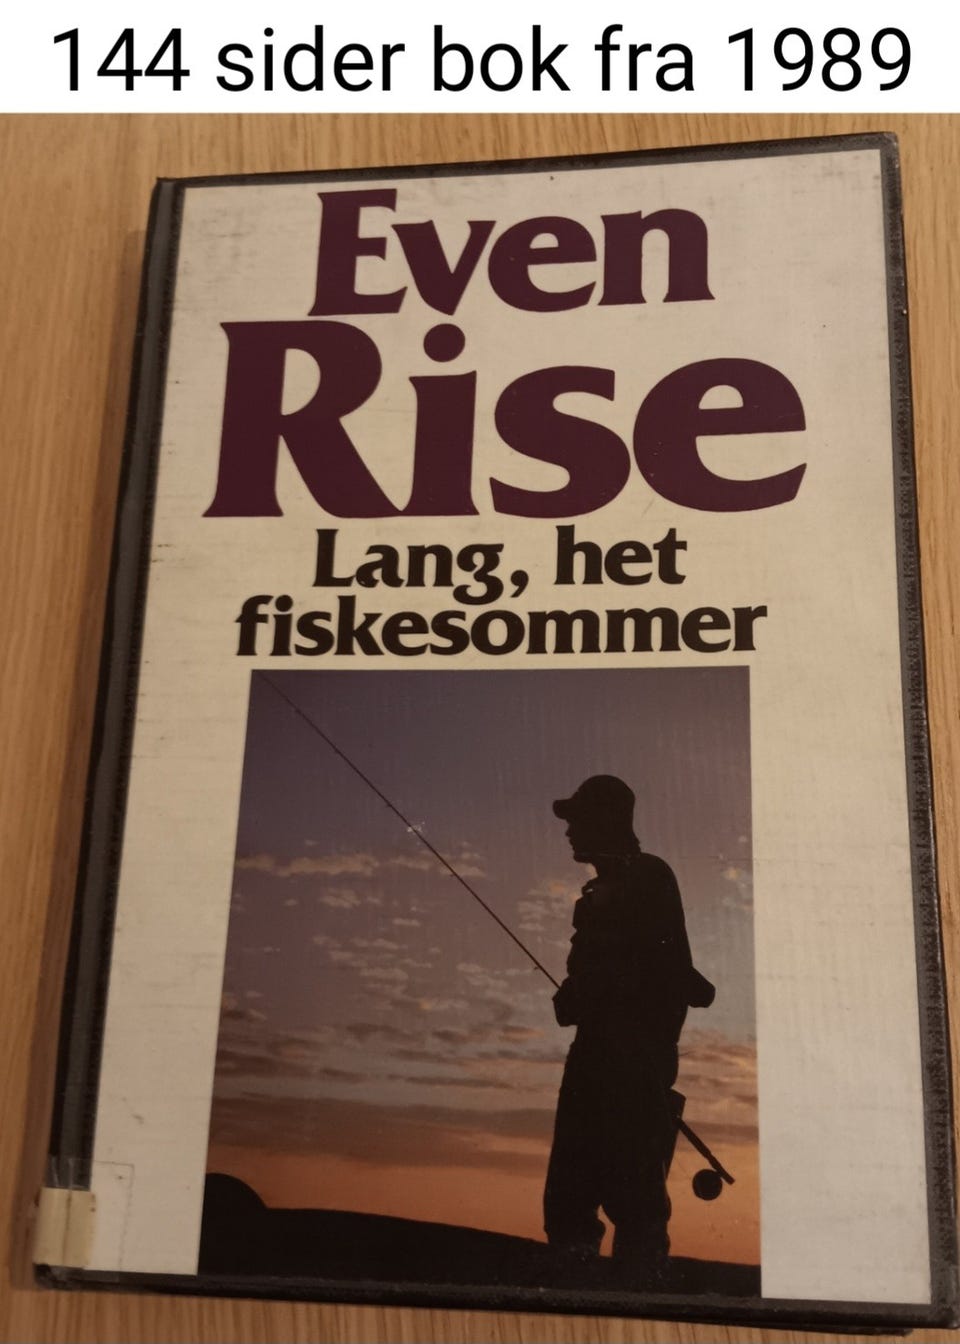 144 sider bok fra 1989
Even
Rise
Lang, het
fiskesommer